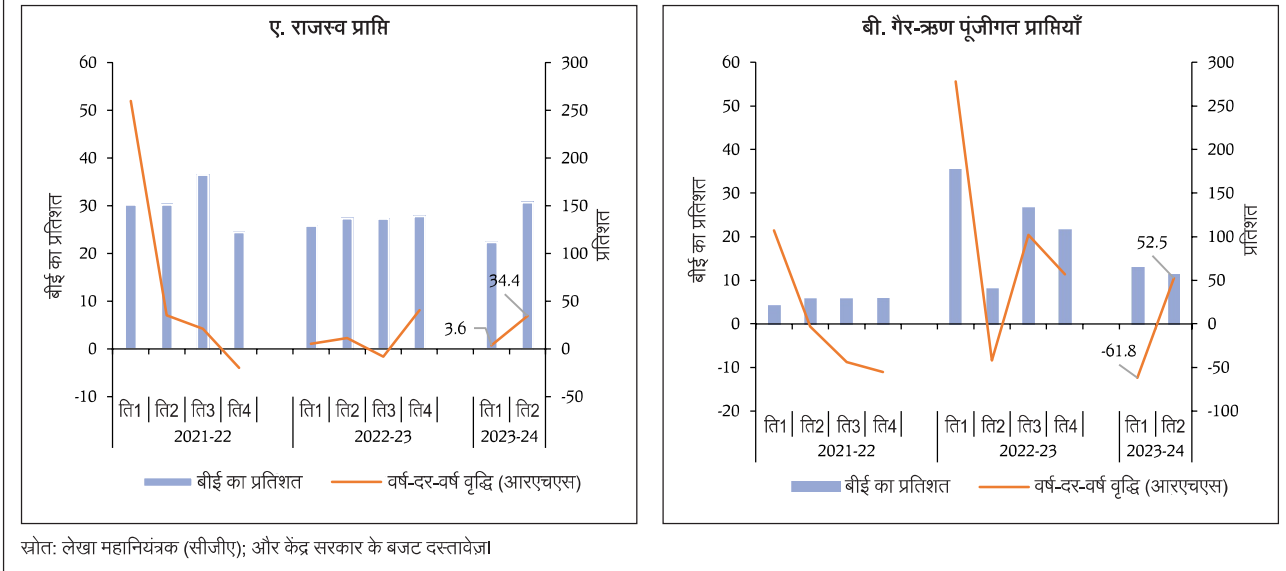 ए. राजस्व प्राप्ति
60
50
40
30
20
10
0
-10
बीई का प्रतिशत
300
250
200
150
100
50
0
-50
प्रतिशत
3.6
34.4
ति1 ति2 ति3 ति4 ति1 ति2 ति3 ति4 ति1 ति2
2021-22 2022-23 2023-24
बीई का प्रतिशत वर्ष-दर-वर्ष वृद्धि (आरएचएस)
बी. गैर-ऋण पूंजीगत प्राप्तियाँ
60
50
40
30
20
10
0
-10
-20
बीई का प्रतिशत
300
250
200
150
100
50
0
-50
-100
प्रतिशत
52.5
-61.8
ति1 ति2 ति3 ति4 ति1 ति2 ति3 ति4 ति1 ति2
2021-22 2022-23 2023-24
बीई का प्रतिशत वर्ष-दर-वर्ष वृद्धि (आरएचएस)
स्रोत: लेखा महानियंत्रक (सीजीए); और केंद्र सरकार के बजट दस्तावेज़।